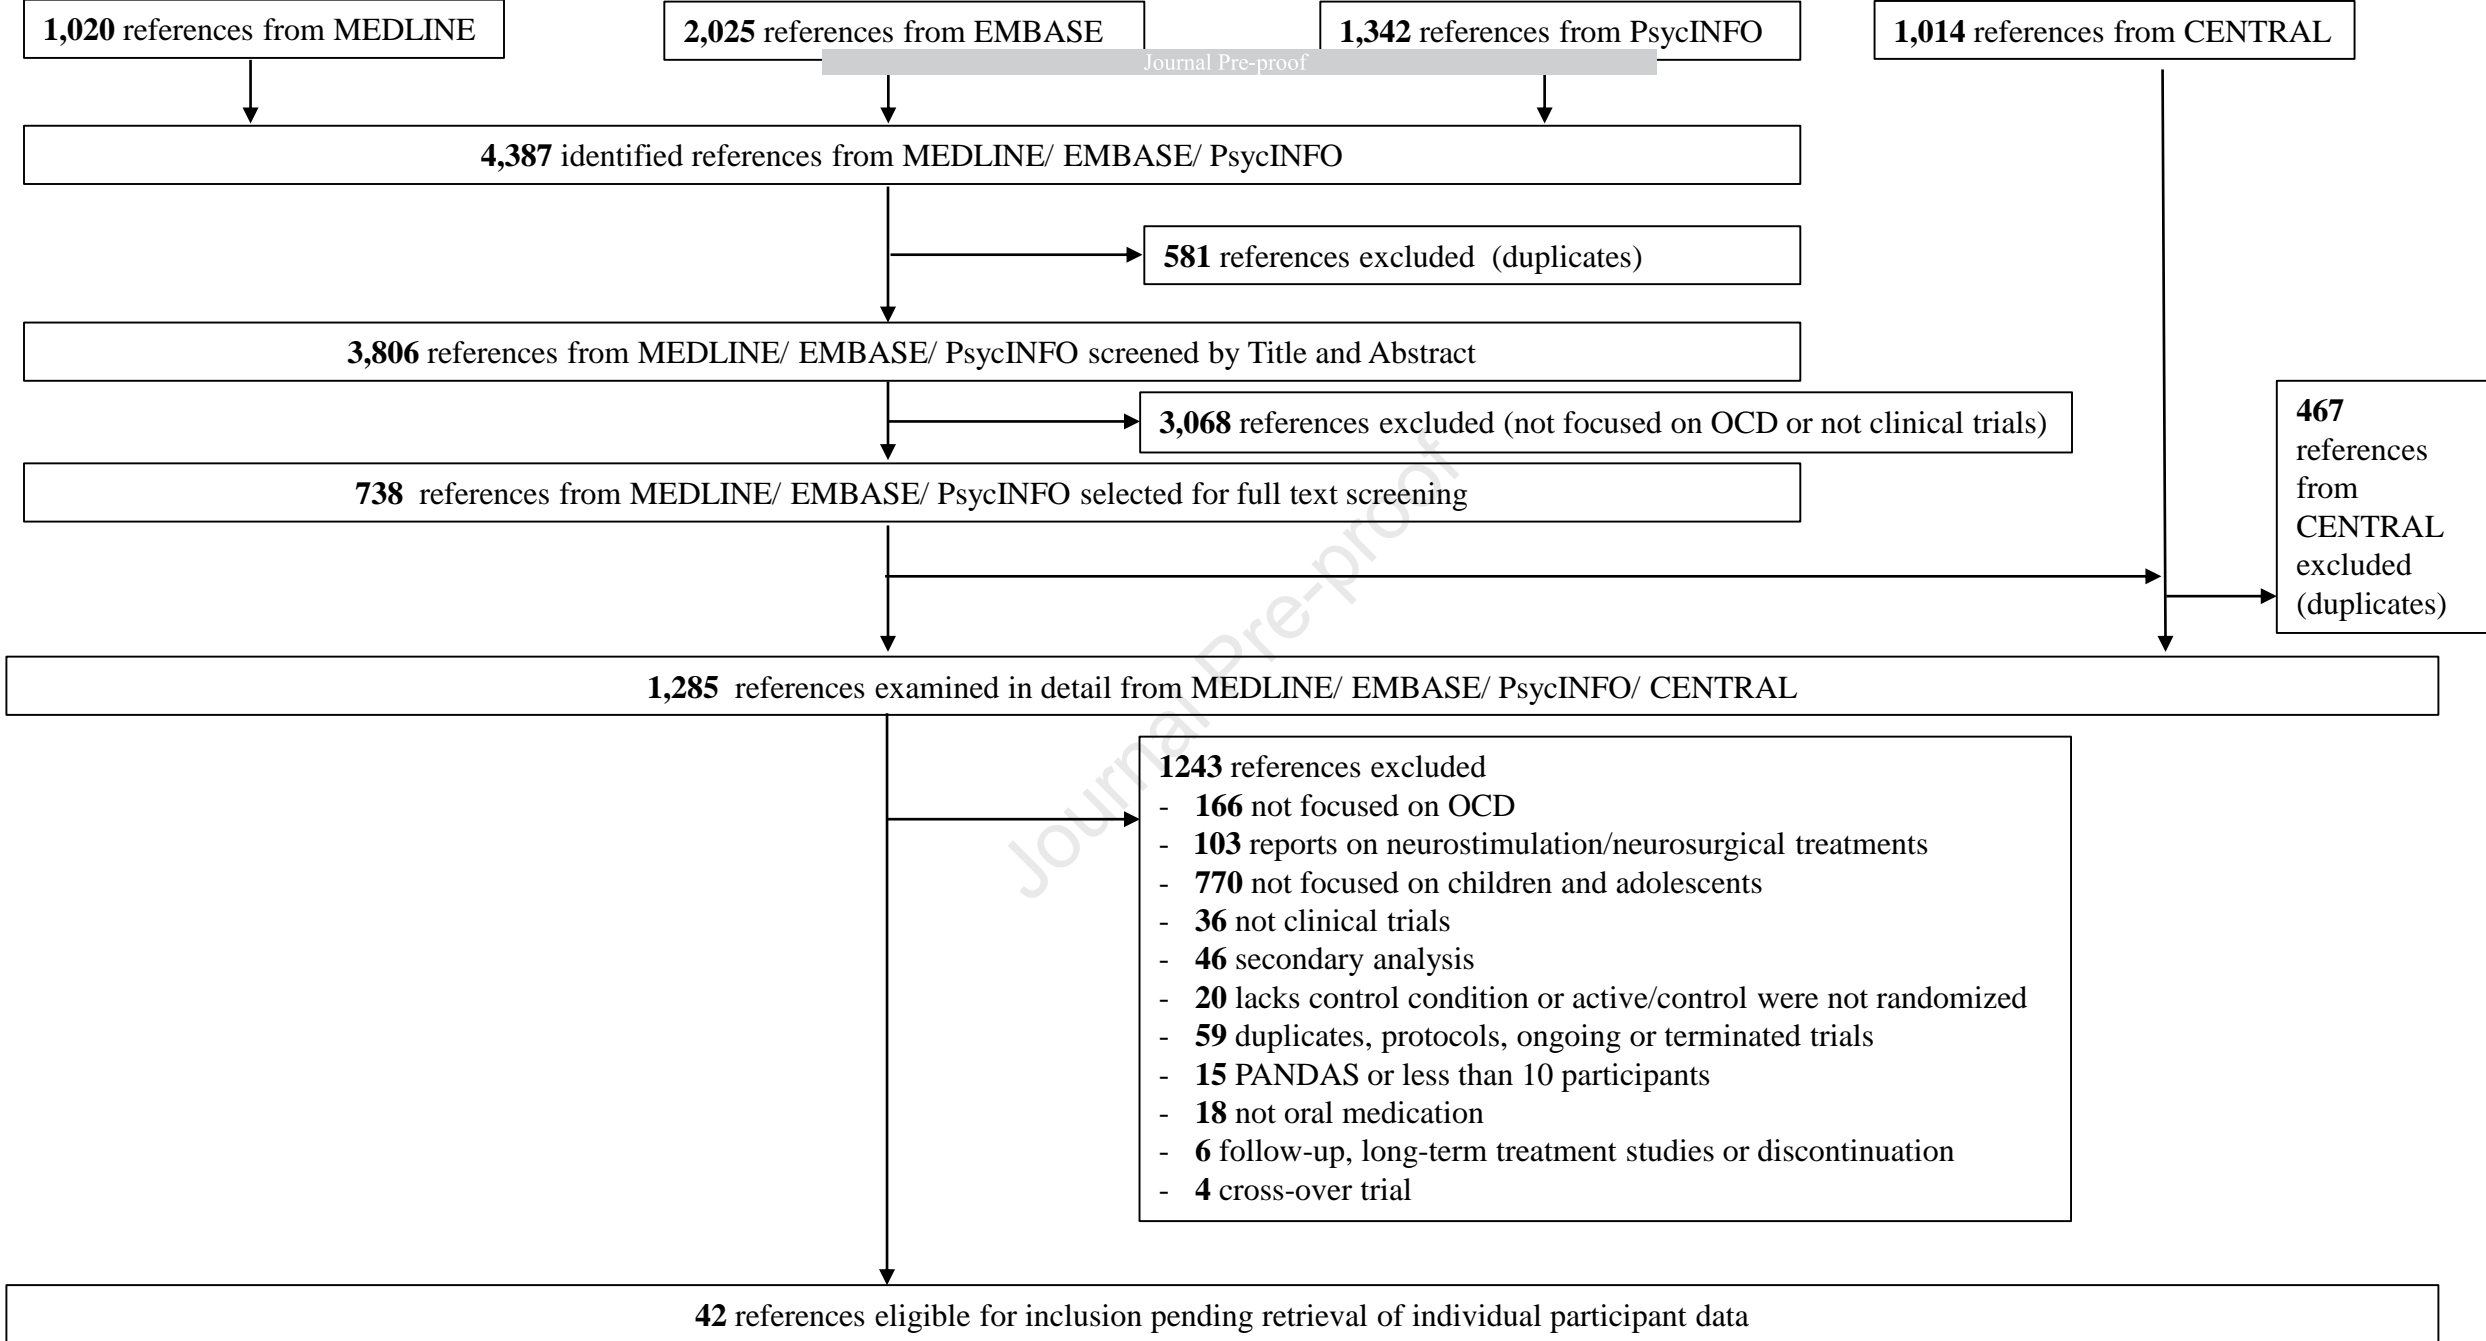 1,020 references from MEDLINE
2,025 references from EMBASE
1,342 references from PsycINFO
1,014 references from CENTRAL
Journal Pre-proof
4,387 identified references from MEDLINE/ EMBASE/ PsycINFO
581 references excluded (duplicates)
3,806 references from MEDLINE/ EMBASE/ PsycINFO screened by Title and Abstract
3,068 references excluded (not focused on OCD or not clinical trials)
467
references
from
CENTRAL
excluded
(duplicates)
738 references from MEDLINE/ EMBASE/ PsycINFO selected for full text screening
Journal Pre-proof
1,285 references examined in detail from MEDLINE/ EMBASE/ PsycINFO/ CENTRAL
1243 references excluded
- 166 not focused on OCD
- 103 reports on neurostimulation/neurosurgical treatments
- 770 not focused on children and adolescents
- 36 not clinical trials
- 46 secondary analysis
- 20 lacks control condition or active/control were not randomized
- 59 duplicates, protocols, ongoing or terminated trials
- 15 PANDAS or less than 10 participants
- 18 not oral medication
- 6 follow-up, long-term treatment studies or discontinuation
- 4 cross-over trial
42 references eligible for inclusion pending retrieval of individual participant data